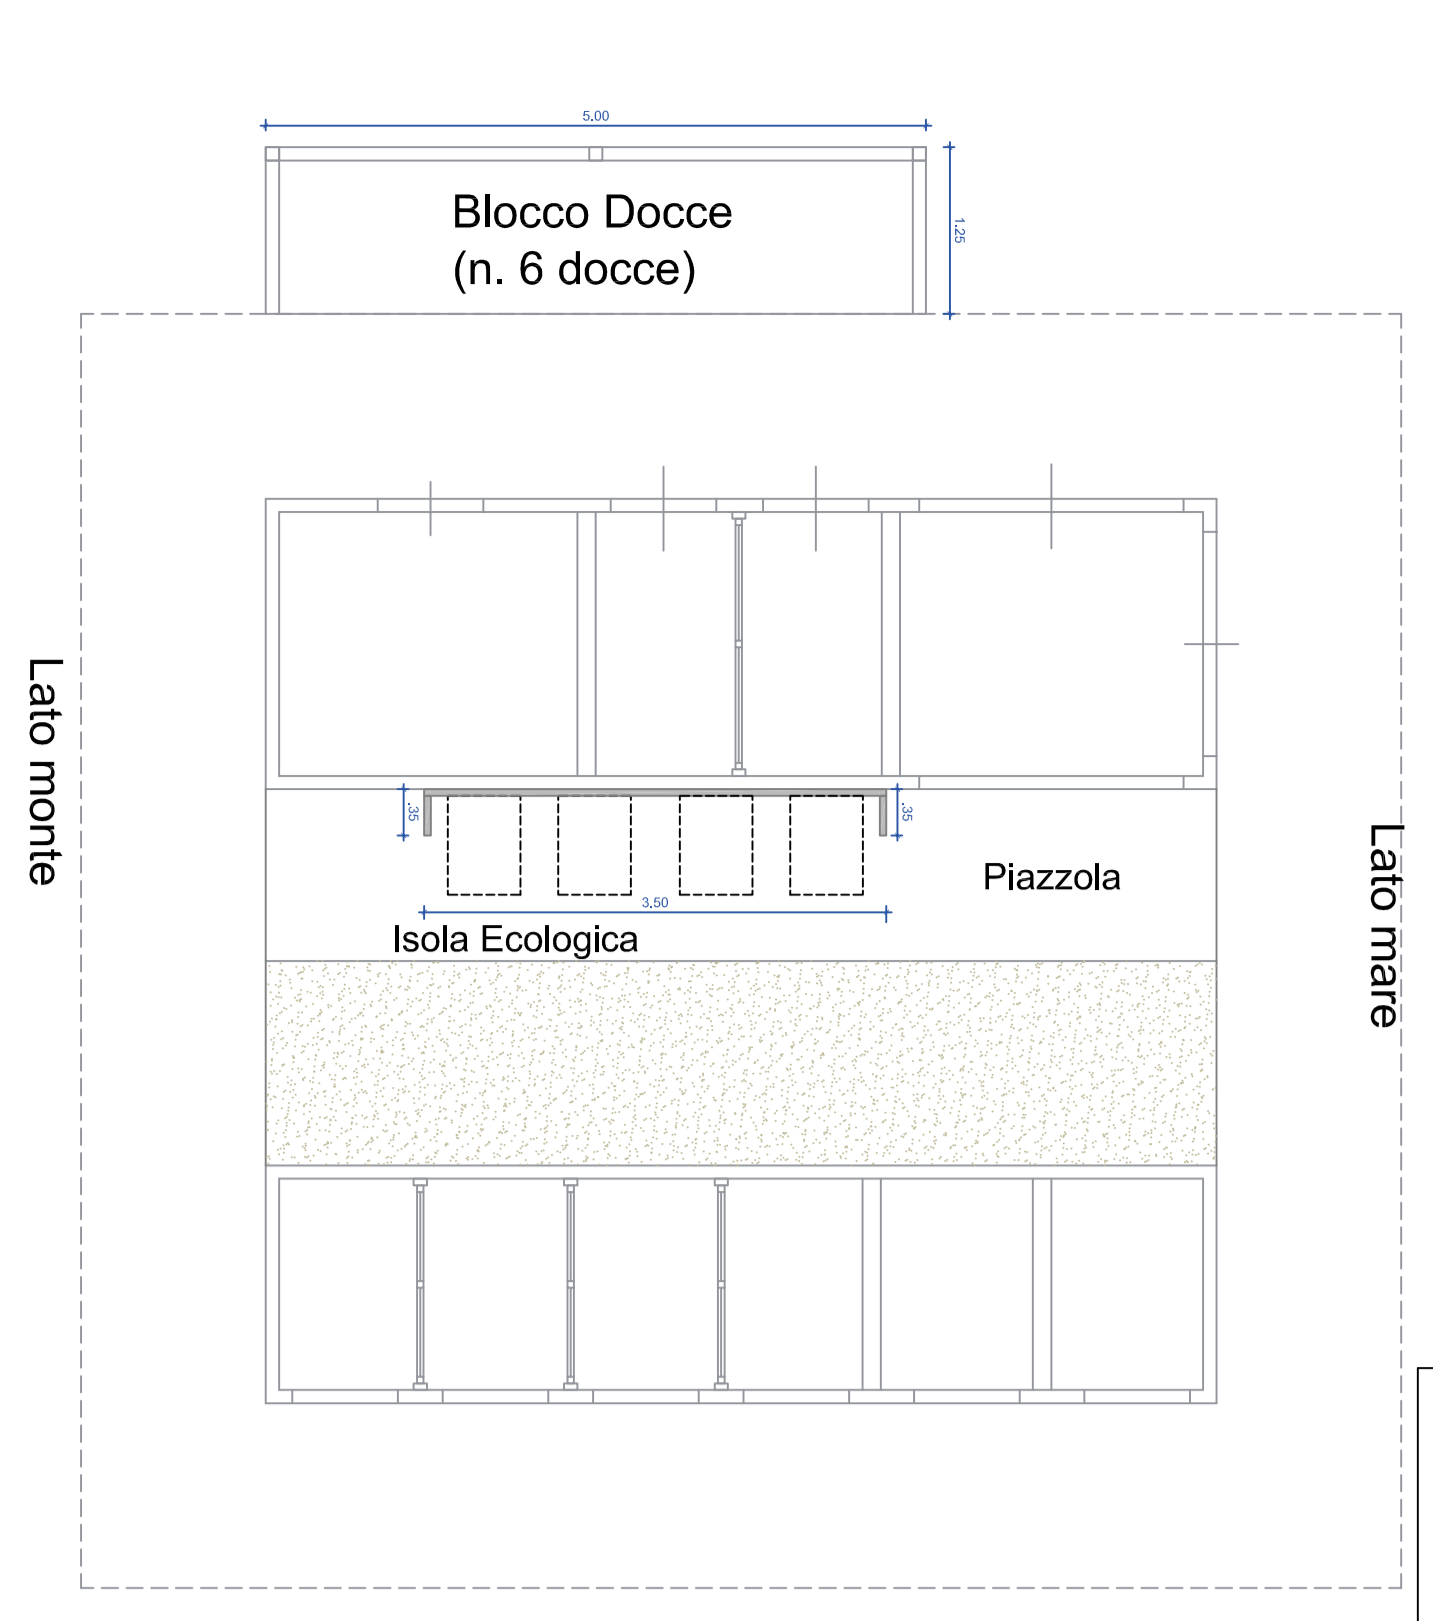 5.00
Blocco Docce
(n. 6 docce)
1.25
Lato monte
.35
.35
Piazzola
3.50
Isola Ecologica
Lato mare